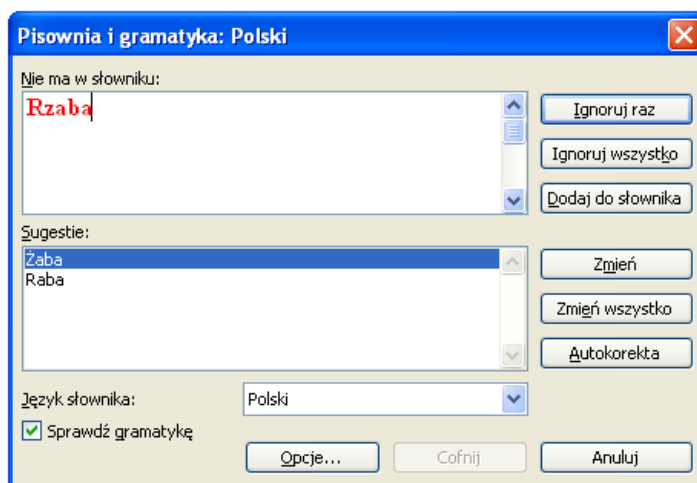 Pisownia i gramatyka: Polski
Nie ma w słowniku:
Rzaba
Ignoruj raz
Ignoruj wszystko
Dodaj do słownika
Sugestie:
Żaba
Raba
Zmień
Zmień wszystko
Autokorekta
Język słownika:
Polski
Sprawdź gramatykę
Opcje...
Cofnij
Anuluj